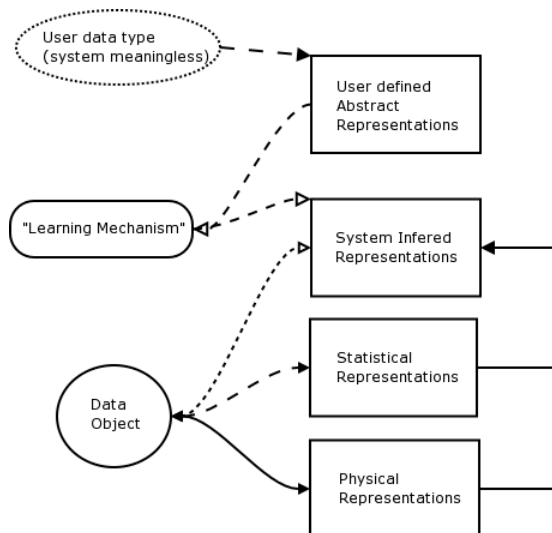 User data type
(system meaningless)
User defined
Abstract
Representations
"Learning Mechanism"
System Infered
Representations
Statistical
Representations
Data
Object
Physical
Representations